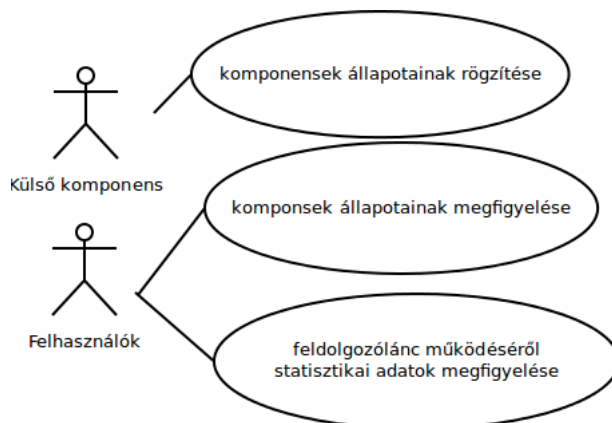 komponensek állapotainak rögzítése
Külső komponens
komponsek állapotainak megfigyelése
Felhasználók
feldolgozólánc működéséről
statisztikai adatok megfigyelése